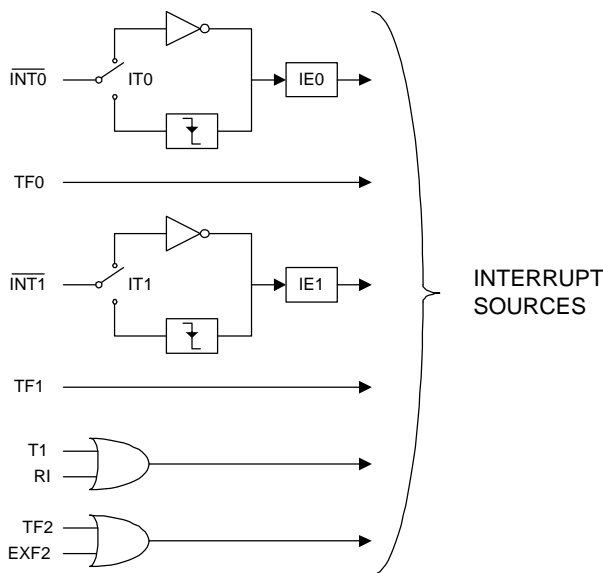 INT0
IT0
IE0
TF0
INT1
IT1
IE1
TF1
T1
RI
TF2
EXF2
INTERRUPT
SOURCES